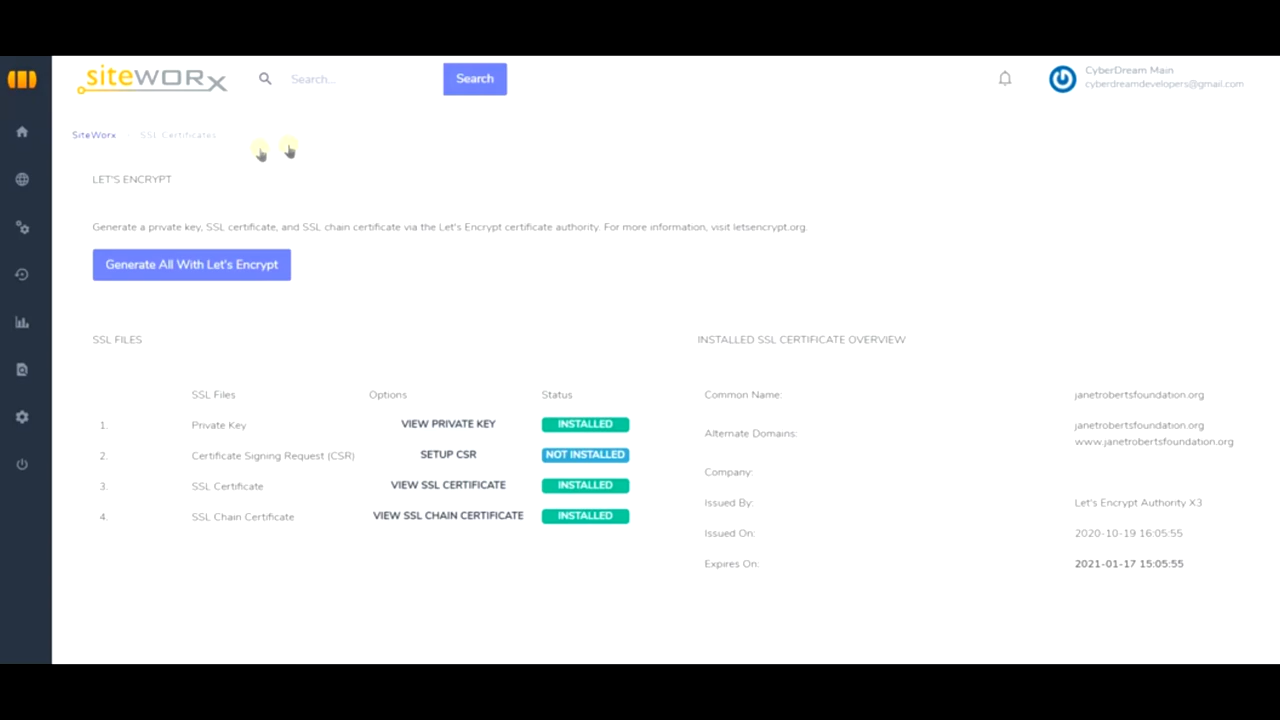 siteworx
Search...
Search
CyberDream Main
cyberdreamdevelopers@gmail.com
SiteWorx
SSL Certificates
LET'S ENCRYPT
Generate a private key, SSL certificate, and SSL chain certificate via the Let's Encrypt certificate authority. For more information, visit letsencrypt.org.
Generate All With Let's Encrypt
SSL FILES
SSL Files Options Status
1. Private Key VIEW PRIVATE KEY INSTALLED
2. Certificate Signing Request (CSR) SETUP CSR NOT INSTALLED
3. SSL Certificate VIEW SSL CERTIFICATE INSTALLED
4. SSL Chain Certificate VIEW SSL CHAIN CERTIFICATE INSTALLED
INSTALLED SSL CERTIFICATE OVERVIEW
Common Name: janetrobertsfoundation.org
Alternate Domains: janetrobertsfoundation.org
www.janetrobertsfoundation.org
Company:
Issued By: Let's Encrypt Authority X3
Issued On: 2020-10-19 16:05:55
Expires On: 2021-01-17 15:05:55